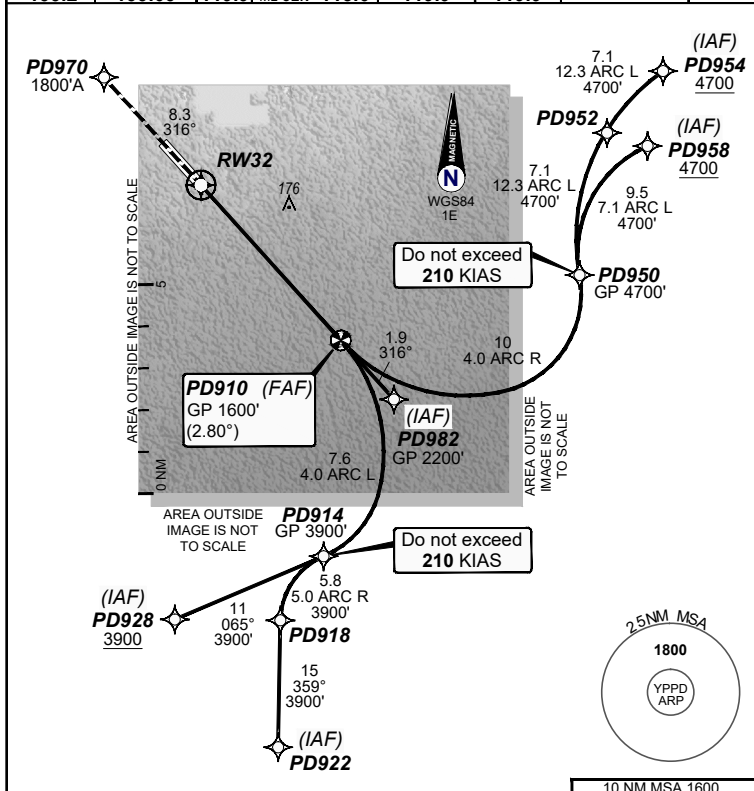 PD970
1800'A
8.3
316°
RW32
176
MAGNETIC
N
WGS84
1E
7.1
12.3 ARC L
4700'
(IAF)
PD954
4700
PD952
(IAF)
PD958
4700
7.1
12.3 ARC L
4700'
9.5
7.1 ARC L
4700'
Do not exceed
210 KIAS
PD950
GP 4700'
AREA OUTSIDE IMAGE IS NOT TO SCALE
5
0 NM
1.9
316°
10
4.0 ARC R
PD910 (FAF)
GP 1600'
(2.80°)
(IAF)
PD982
GP 2200'
AREA OUTSIDE
IMAGE IS NOT
TO SCALE
7.6
4.0 ARC L
AREA OUTSIDE
IMAGE IS NOT
TO SCALE
PD914
GP 3900'
Do not exceed
210 KIAS
(IAF)
PD928
3900
11
065°
3900'
5.8
5.0 ARC R
3900'
PD918
15
359°
3900'
(IAF)
PD922
25NM MSA
1800
YPPD
ARP
10 NM MSA 1600